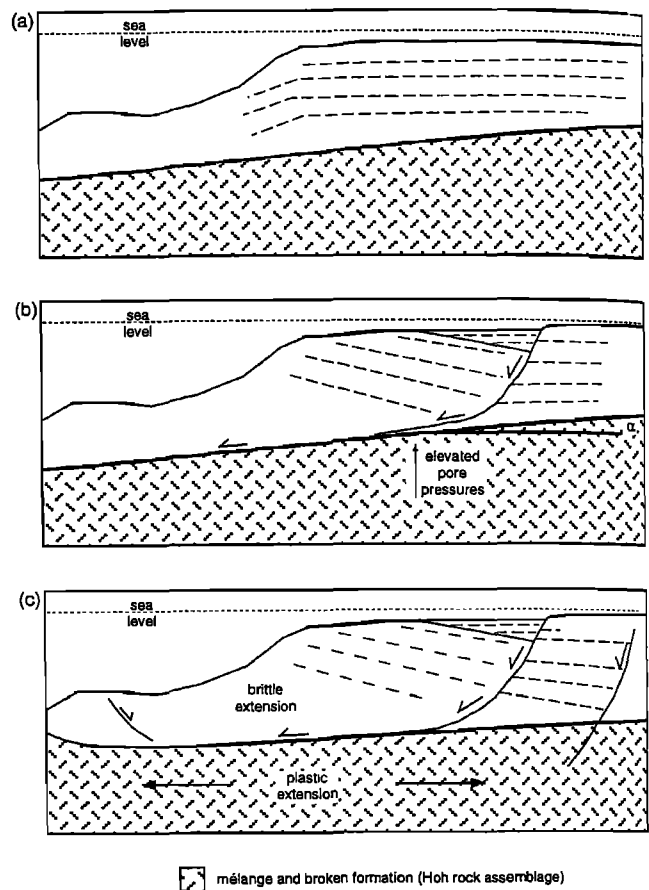 (a)
sea
level
(b)
sea
level
α
elevated
pore
pressures
(c)
sea
level
brittle
extension
plastic
extension
mélange and broken formation (Hoh rock assemblage)